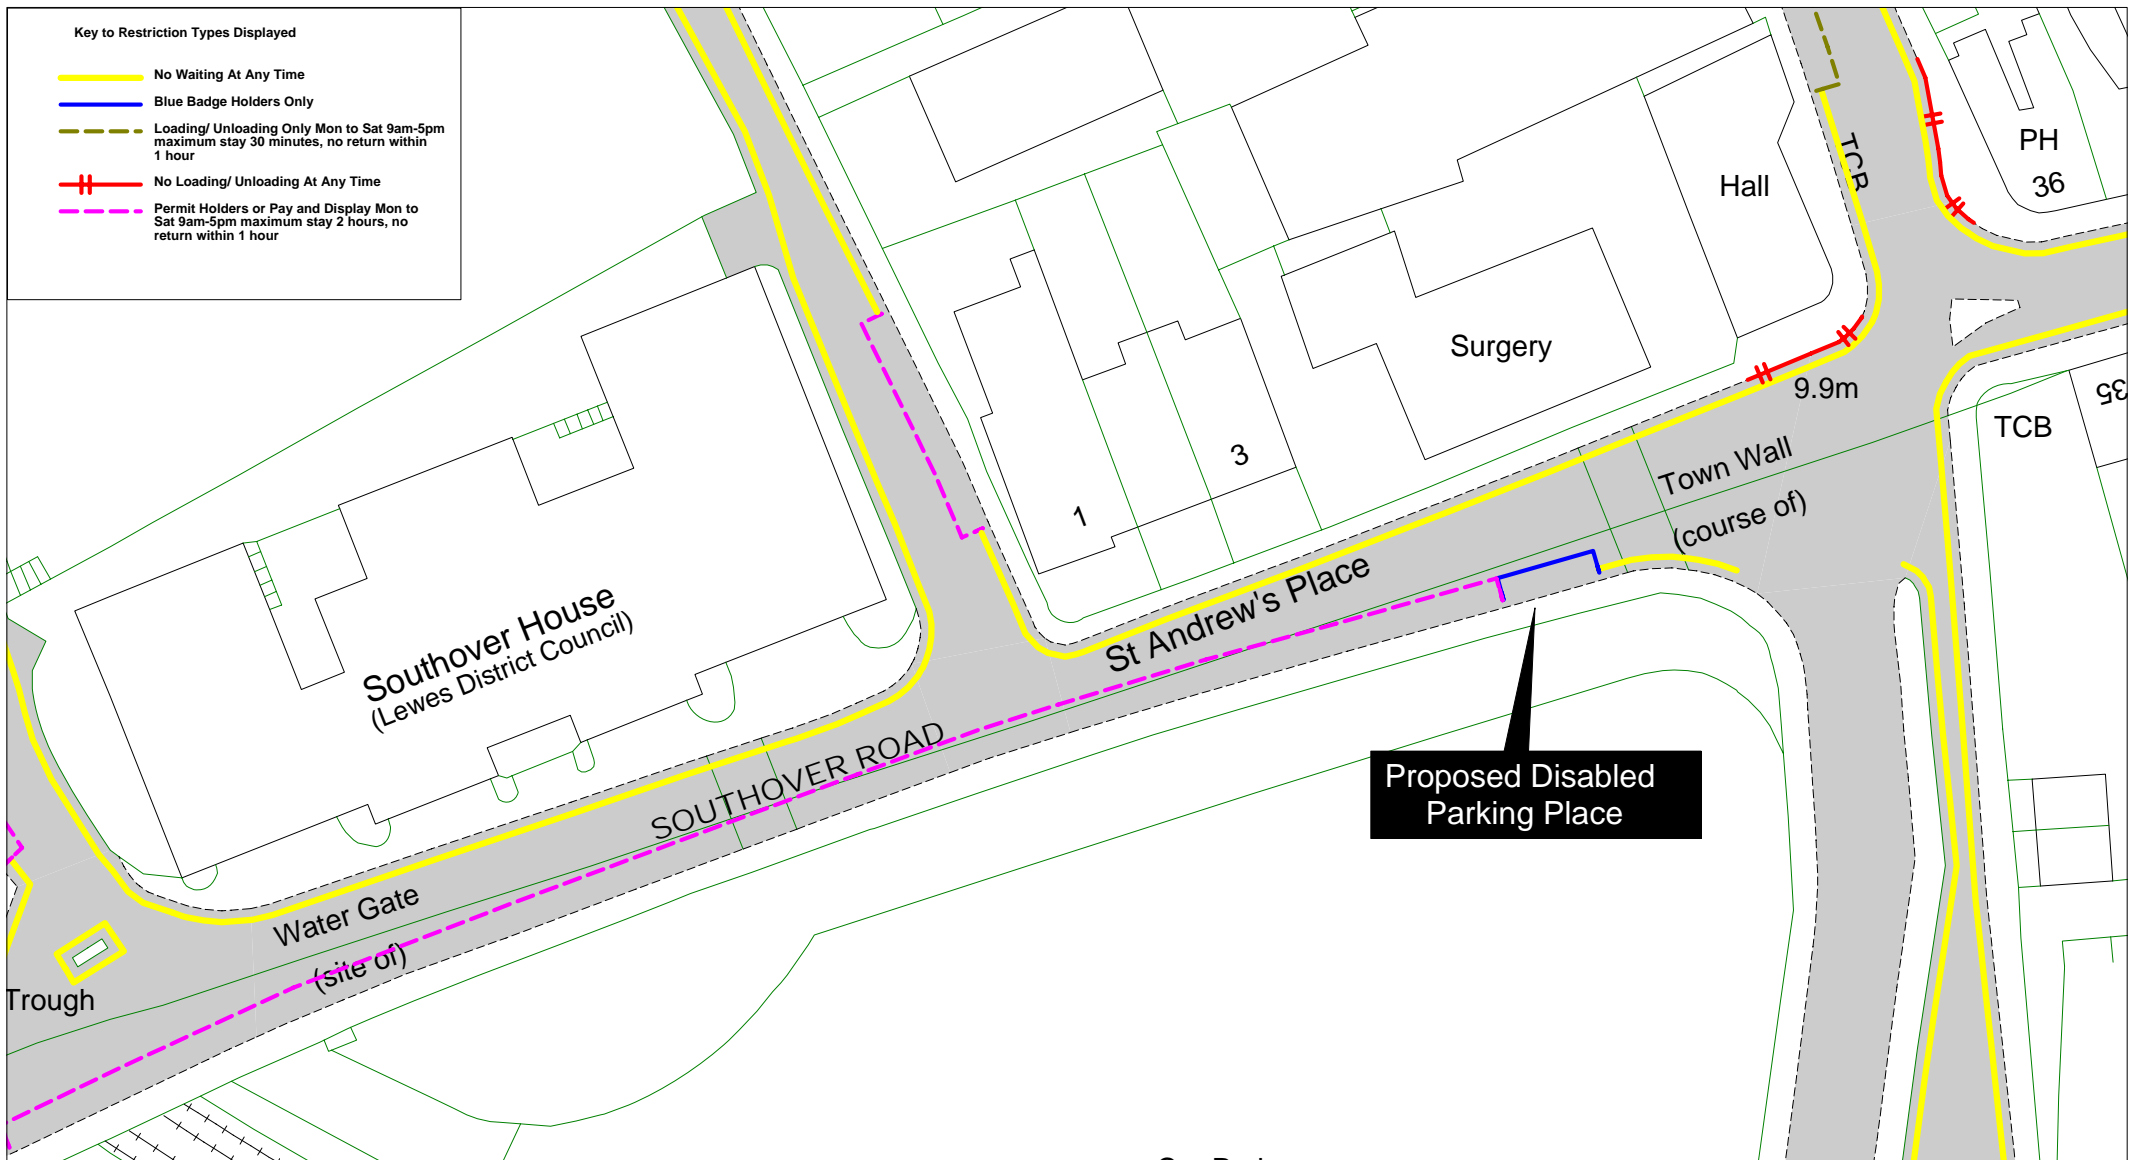 Key to Restriction Types Displayed
No Waiting At Any Time
Blue Badge Holders Only
Loading/ Unloading Only Mon to Sat 9am-5pm
maximum stay 30 minutes, no return within
1 hour
No Loading/ Unloading At Any Time
Permit Holders or Pay and Display Mon to
Sat 9am-5pm maximum stay 2 hours, no
return within 1 hour
TCB
PH
36
Hall
Surgery
9.9m
35
TCB
3
1
Town Wall
(course of)
St Andrew's Place
Southover House
(Lewes District Council)
SOUTHOVER ROAD
Proposed Disabled
Parking Place
Water Gate
(site of)
Trough